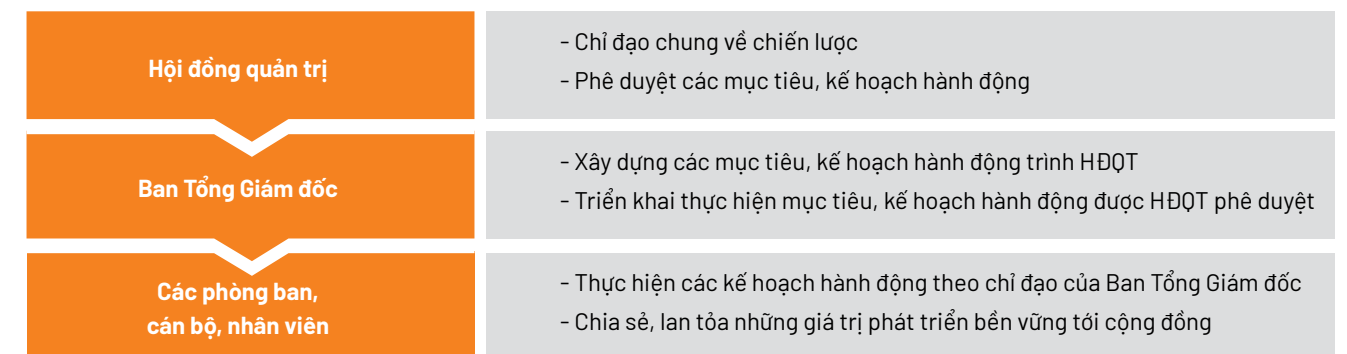 Hội đồng quản trị
- Chỉ đạo chung về chiến lược
- Phê duyệt các mục tiêu, kế hoạch hành động
Ban Tổng Giám đốc
- Xây dựng các mục tiêu, kế hoạch hành động trình HĐQT
- Triển khai thực hiện mục tiêu, kế hoạch hành động được HĐQT phê duyệt
Các phòng ban,
cán bộ, nhân viên
- Thực hiện các kế hoạch hành động theo chỉ đạo của Ban Tổng Giám đốc
- Chia sẻ, lan tỏa những giá trị phát triển bền vững tới cộng đồng